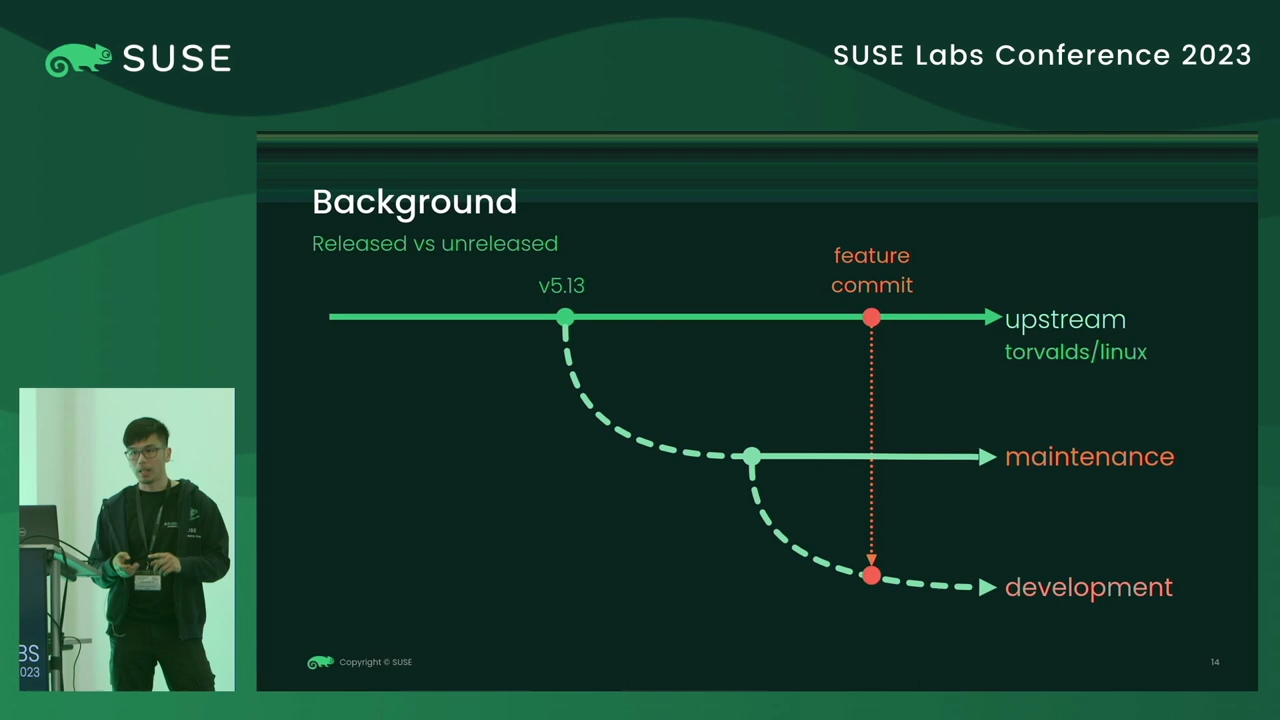 SUSE
SUSE Labs Conference 2023
Background
Released vs unreleased
feature
commit
v5.13
upstream
torvalds/linux
maintenance
development
Copyright © SUSE
14
BS
023